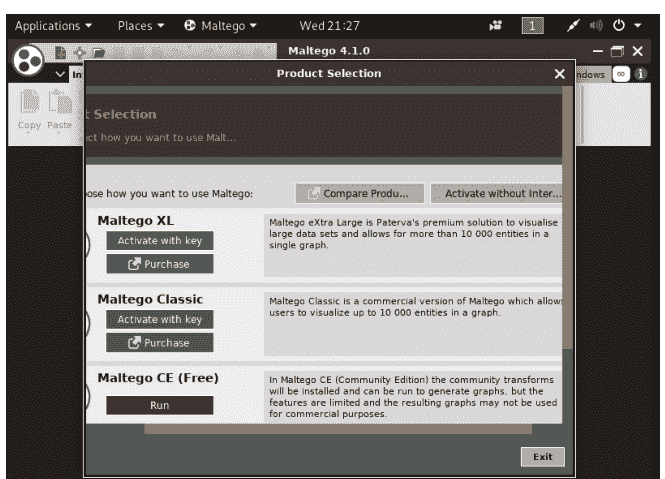 Applications Places Maltego Wed 21:27 1
Maltego 4.1.0
In ndows
Product Selection
Copy Paste
t Selection
ect how you want to use Malt...
ose how you want to use Maltego: Compare Produ... Activate without Inter...
Maltego XL
Activate with key
Purchase
Maltego eXtra Large is Paterva's premium solution to visualise
large data sets and allows for more than 10 000 entities in a
single graph.
Maltego Classic
Activate with key
Purchase
Maltego Classic is a commercial version of Maltego which allows
users to visualize up to 10 000 entities in a graph.
Maltego CE (Free)
Run
In Maltego CE (Community Edition) the community transforms
will be installed and can be run to generate graphs, but the
features are limited and the resulting graphs may not be used
for commercial purposes.
Exit